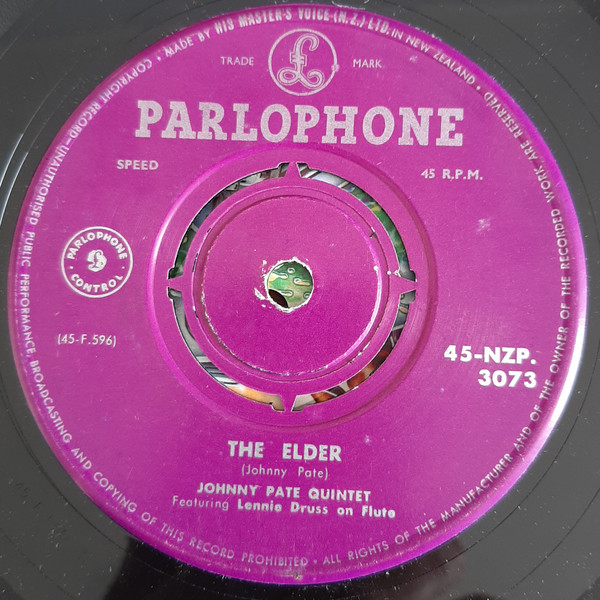 • MADE BY HIS MASTER'S VOICE (N.Z.) LTD. IN NEW ZEALAND •
TRADE MARK
£
PARLOPHONE
SPEED 45 R.P.M.
PARLOPHONE
£
• CONTROL •
(45-F.596)
45-NZP.
3073
THE ELDER
(Johnny Pate)
JOHNNY PATE QUINTET
Featuring Lennie Druss on Flute
COPYRIGHT RECORD—UNAUTHORISED PUBLIC PERFORMANCE, BROADCASTING AND COPYING OF THIS RECORD PROHIBITED • ALL RIGHTS OF THE MANUFACTURER AND OF THE OWNER OF THE RECORDED WORK ARE RESERVED